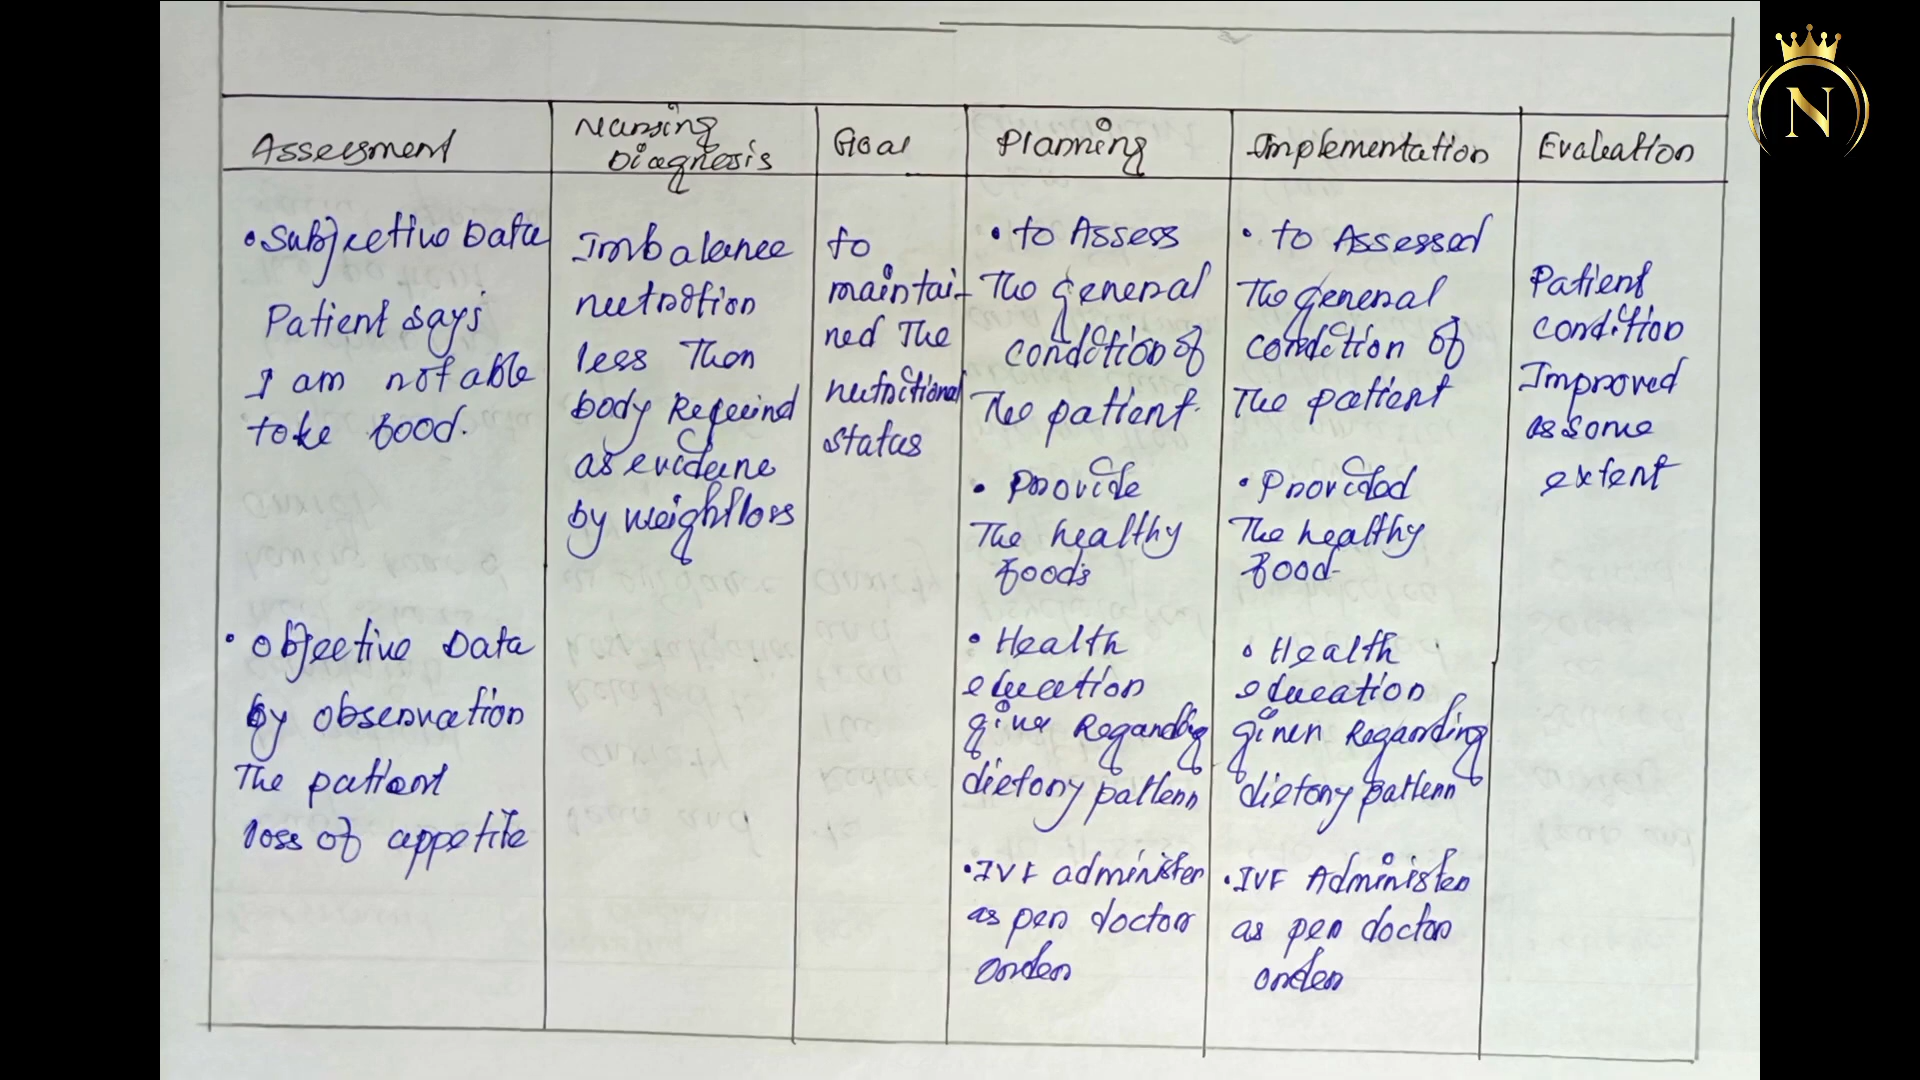 Assessment
Nursing
Diagnosis
Goal
Planning
Implementation
Evaluation
• Subjective Data
Patient says
I am not able
take food.
• Objective Data
by observation
The patient
loss of appetite
Imbalance
nutrition
less Than
body Required
as evidence
by weightloss
to
maintai-
ned The
nutritional
status
• to Assess
The general
condition of
The patient.
• Provide
The healthy
foods
• Health
education
give Regarding
dietary pattern
• IVF administer
as per doctor
order
• to Assessed
The general
condition of
The patient
• Provided
The healthy
food
• Health
education
given Regarding
dietary pattern
• IVF Administer
as per doctor
order
Patient
condition
Improved
as some
extent
N